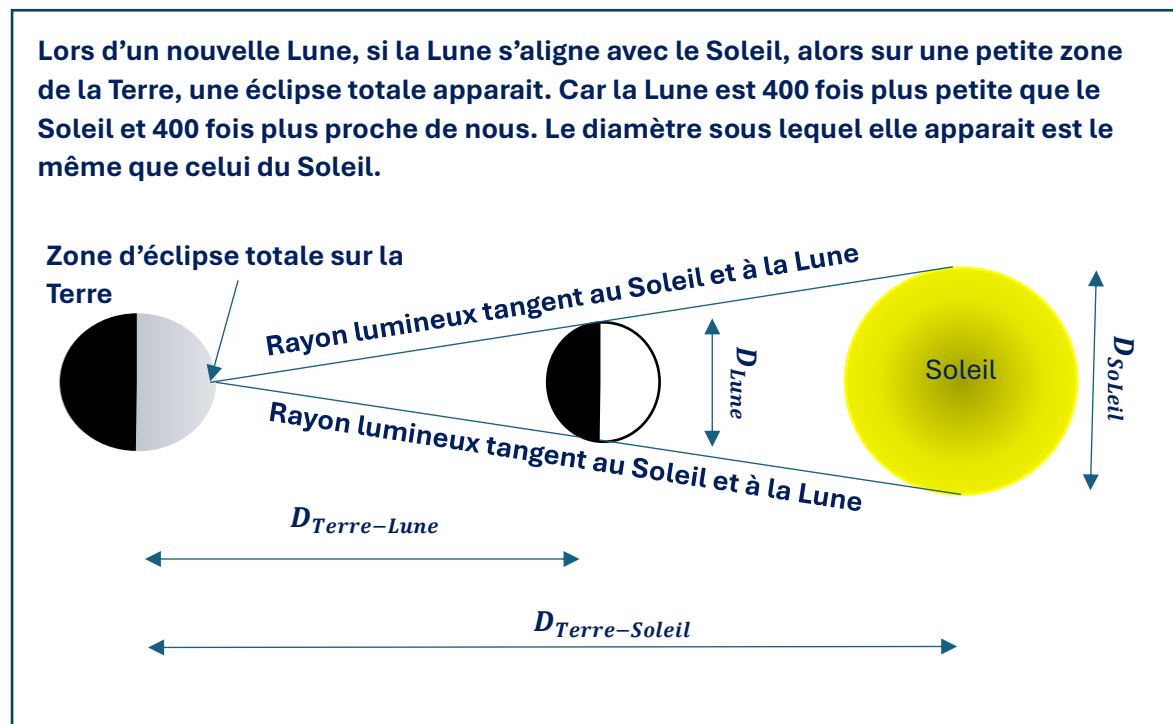 Lors d’un nouvelle Lune, si la Lune s’aligne avec le Soleil, alors sur une petite zone
de la Terre, une éclipse totale apparait. Car la Lune est 400 fois plus petite que le
Soleil et 400 fois plus proche de nous. Le diamètre sous lequel elle apparait est le
même que celui du Soleil.
Zone d’éclipse totale sur la
Terre
Rayon lumineux tangent au Soleil et à la Lune
D_Lune
Soleil
D_SoLeil
Rayon lumineux tangent au Soleil et à la Lune
D_Terre−Lune
D_Terre−Soleil